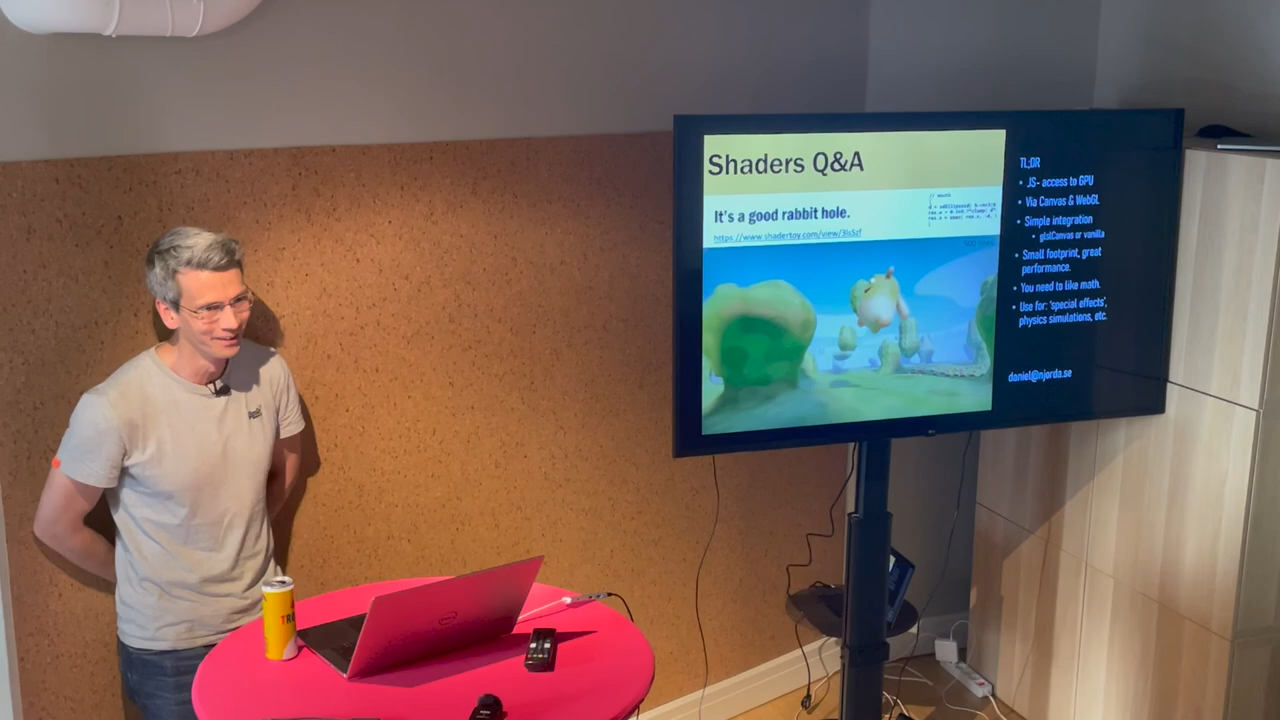 Shaders Q&A
It's a good rabbit hole.
https://www.shadertoy.com/view/3lsSzf
// mouth
TL;DR
• JS- access to GPU
• Via Canvas & WebGL
• Simple integration
• glslCanvas or vanilla
• Small footprint, great
performance.
• You need to like math.
• Use for: 'special effects',
physics simulations, etc.
daniel@njorda.se
DELL